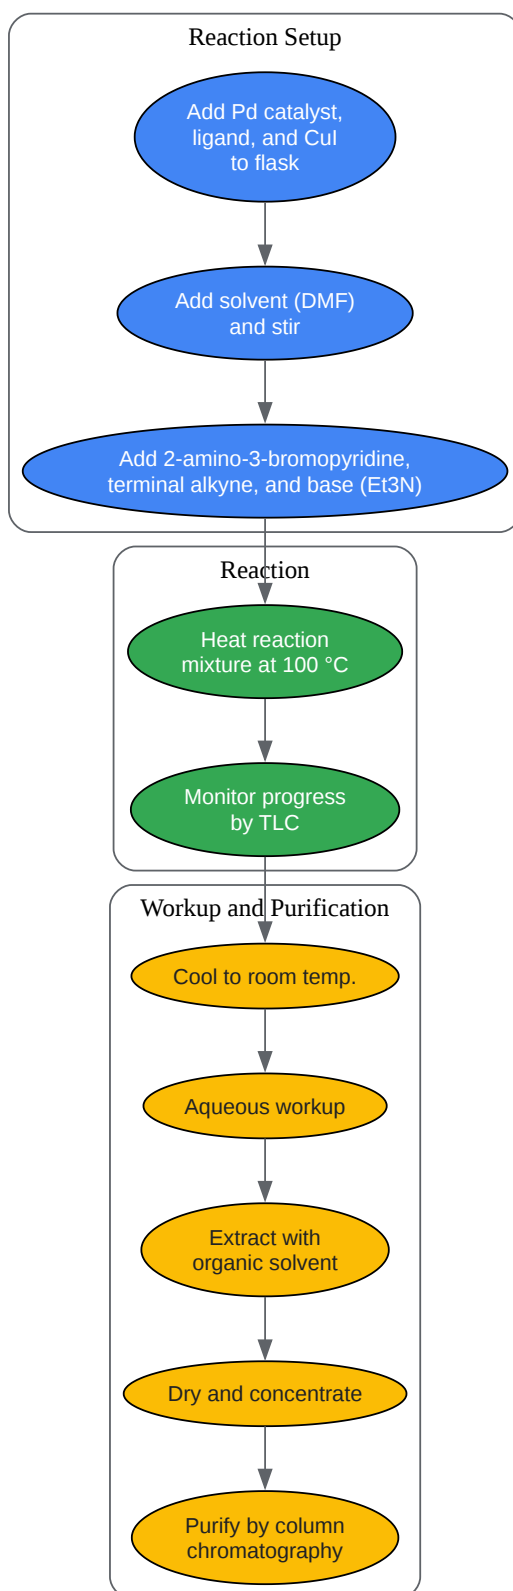 Reaction Setup
Add Pd catalyst,
ligand, and CuI
to flask
Add solvent (DMF)
and stir
Add 2-amino-3-bromopyridine,
terminal alkyne, and base (Et3N)
Reaction
Heat reaction
mixture at 100 °C
Monitor progress
by TLC
Workup and Purification
Cool to room temp.
Aqueous workup
Extract with
organic solvent
Dry and concentrate
Purify by column
chromatography